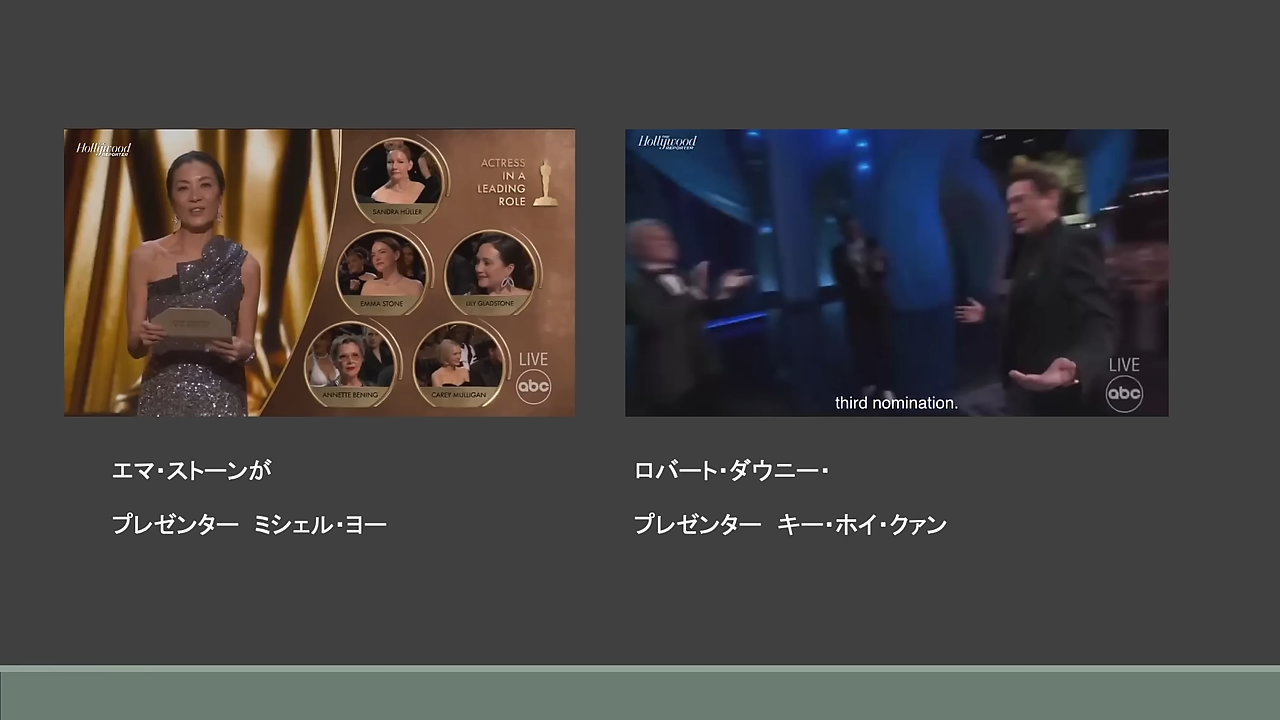 The Hollywood REPORTER
ACTRESS
IN A
LEADING
ROLE
SANDRA HÜLLER
EMMA STONE
LILY GLADSTONE
ANNETTE BENING
CAREY MULLIGAN
LIVE
abc
The Hollywood REPORTER
third nomination.
LIVE
abc
エマ・ストーンが
プレゼンター　ミシェル・ヨー
ロバート・ダウニー・
プレゼンター　キー・ホイ・クァン